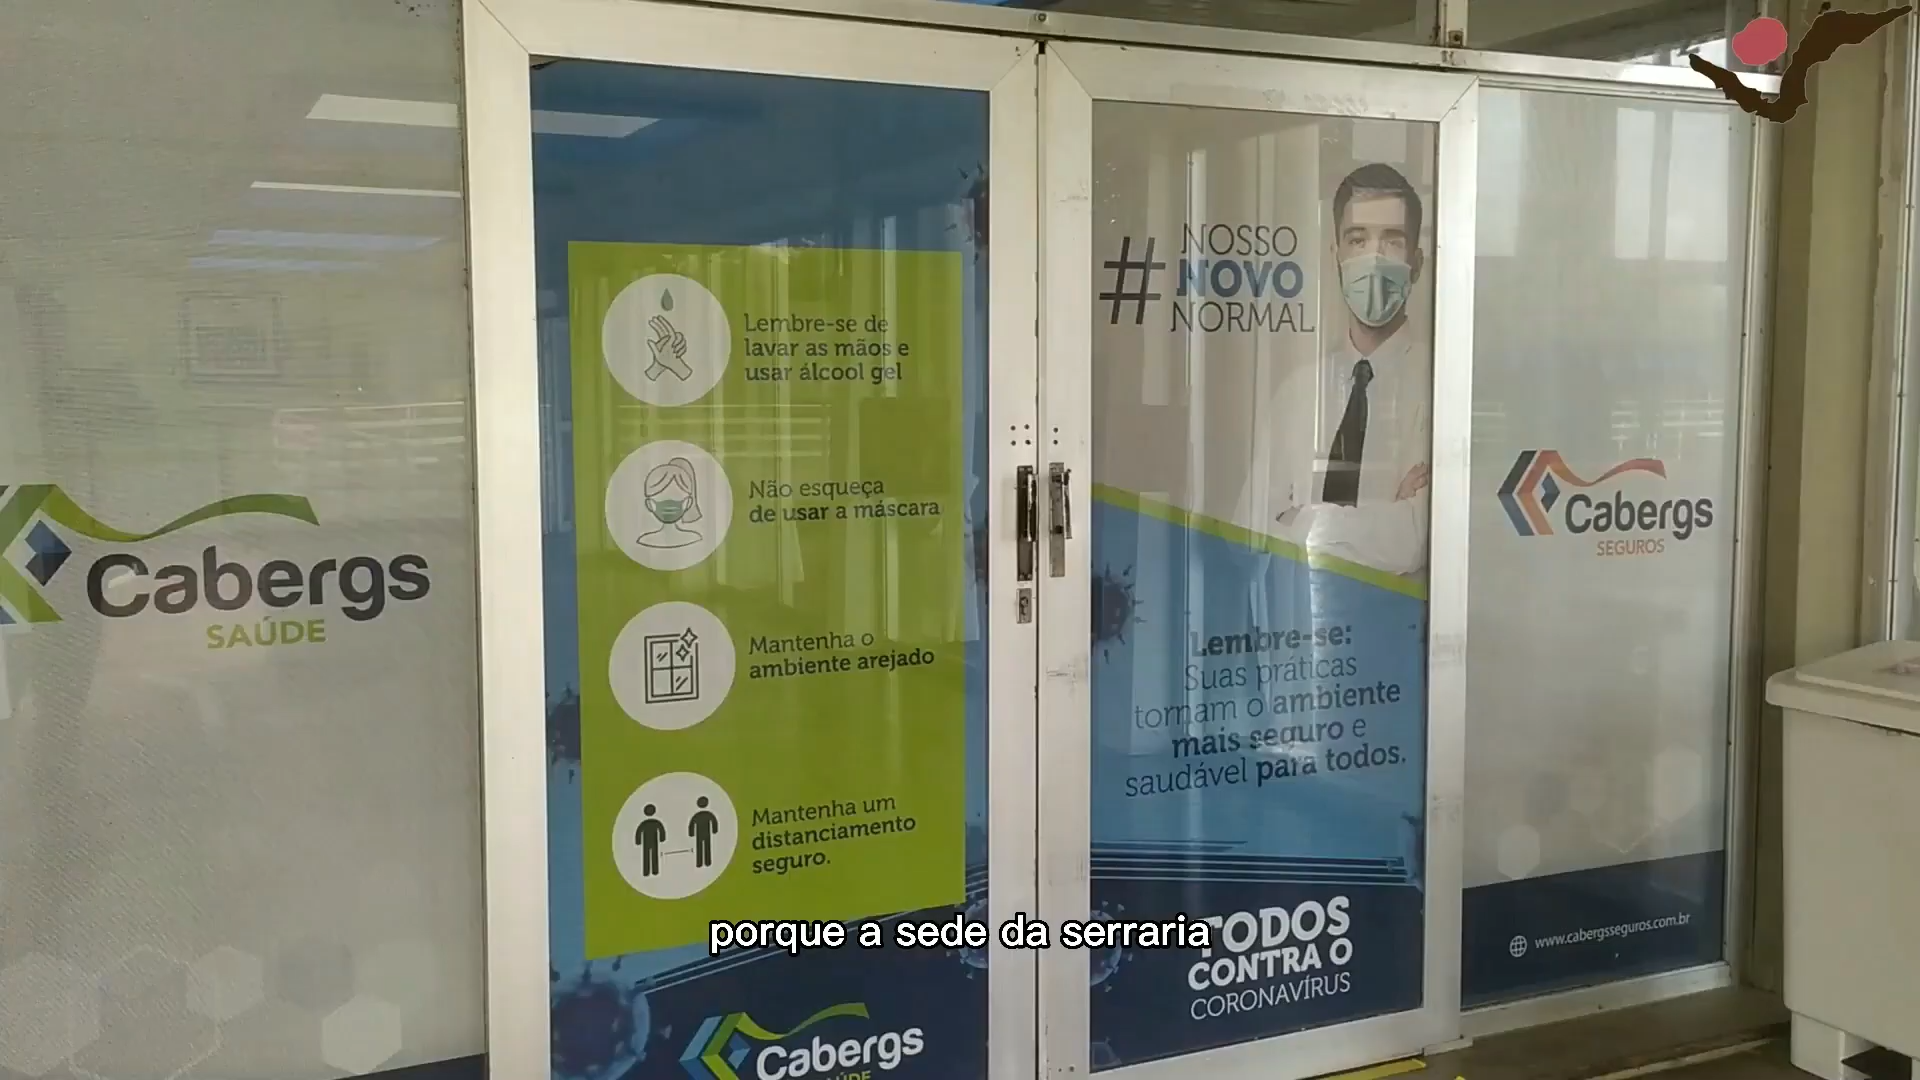 Cabergs
SAÚDE
Lembre-se de
lavar as mãos e
usar álcool gel
Não esqueça
de usar a máscara
Mantenha o
ambiente arejado
Mantenha um
distanciamento
seguro.
Cabergs
SAÚDE
# NOSSO
NOVO
NORMAL
Lembre-se:
Suas práticas
tornam o ambiente
mais seguro e
saudável para todos.
TODOS
CONTRA O
CORONAVÍRUS
Cabergs
SEGUROS
www.cabergsseguros.com.br
porque a sede da serraria